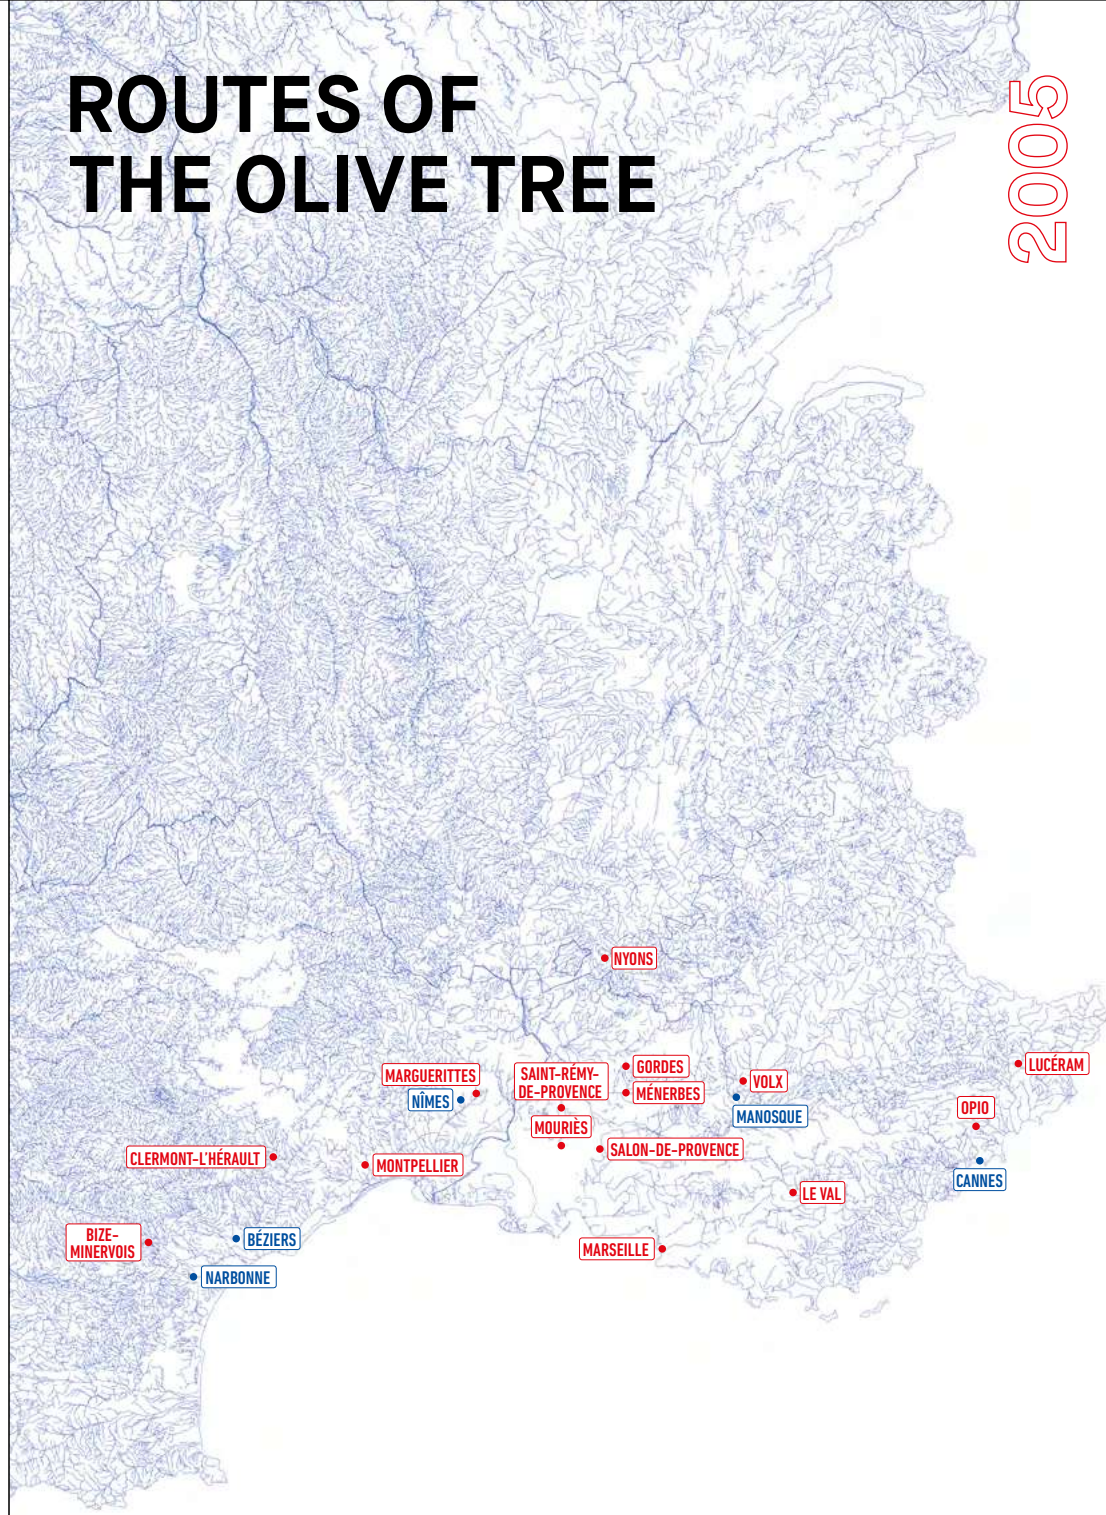 ROUTES OF
THE OLIVE TREE
2005
NYONS
LUCÉRAM
GORDES
MARGUERITTES
SAINT-RÉMY-
DE-PROVENCE
VOLX
MÉNERBES
NÎMES
OPIO
MANOSQUE
MOURIÈS
SALON-DE-PROVENCE
CLERMONT-L'HÉRAULT
MONTPELLIER
CANNES
LE VAL
BIZE-
MINERVOIS
BÉZIERS
MARSEILLE
NARBONNE